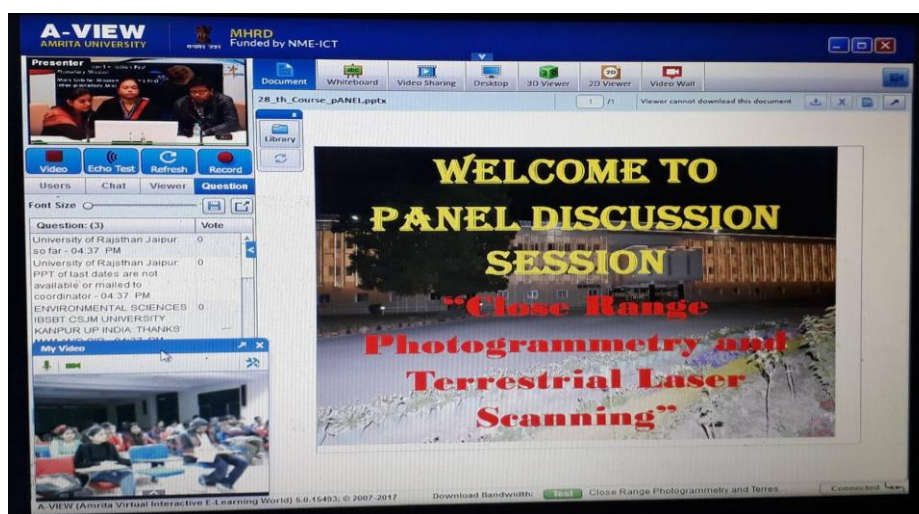 A-VIEW
AMRITA UNIVERSITY
MHRD
Funded by NME-ICT
Presenter
Document
Whiteboard
Video Sharing
Desktop
3D Viewer
2D Viewer
Video Wall
28_th_Course_pANEL.pptx
1 /1
Viewer cannot download this document
Library
Video
Echo Test
Refresh
Record
Users
Chat
Viewer
Question
Font Size
Question: (3)
Vote
University of Rajsthan Jaipur:
0
so far - 04:37 PM
University of Rajsthan Jaipur:
0
PPT of last dates are not
available or mailed to
coordinator - 04:37 PM
ENVIRONMENTAL SCIENCES
0
IBSBT CSJM UNIVERSITY
KANPUR UP INDIA: THANKS
My Video
WELCOME TO
PANEL DISCUSSION
SESSION
"Close Range
Photogrammetry and
Terrestrial Laser
Scanning"
A-VIEW (Amrita Virtual Interactive E-Learning World) 5.0.15493; © 2007-2017
Download Bandwidth:
Test
Close Range Photogrammetry and Terres...
Connected